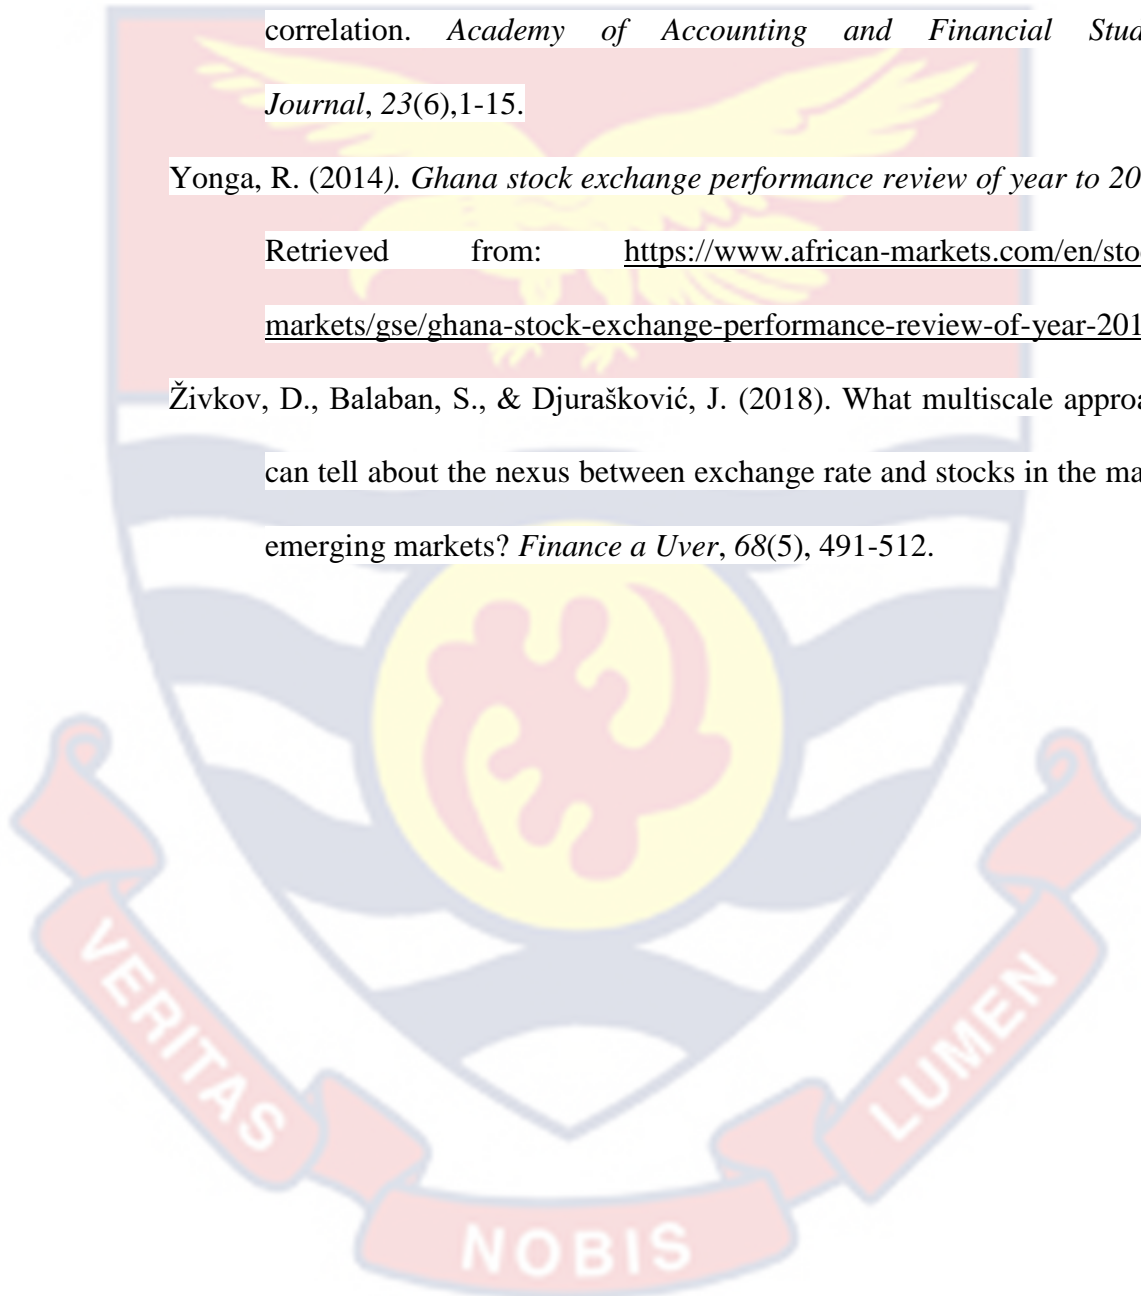 correlation. Academy of Accounting and Financial Stud
Journal, 23(6),1-15.
Yonga, R. (2014). Ghana stock exchange performance review of year to 20
Retrieved from: https://www.african-markets.com/en/sto
markets/gse/ghana-stock-exchange-performance-review-of-year-201
Živkov, D., Balaban, S., & Djurašković, J. (2018). What multiscale approa
can tell about the nexus between exchange rate and stocks in the ma
emerging markets? Finance a Uver, 68(5), 491-512.
VERITAS
NOBIS
LUMEN